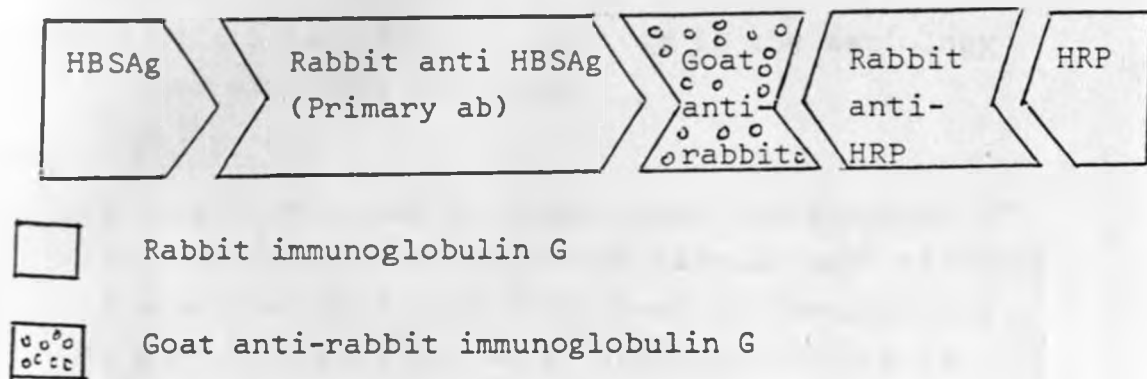 HBSAg
Rabbit anti HBSAg
(Primary ab)
Goat
anti-
rabbit
Rabbit
anti-
HRP
HRP
Rabbit immunoglobulin G
Goat anti-rabbit immunoglobulin G